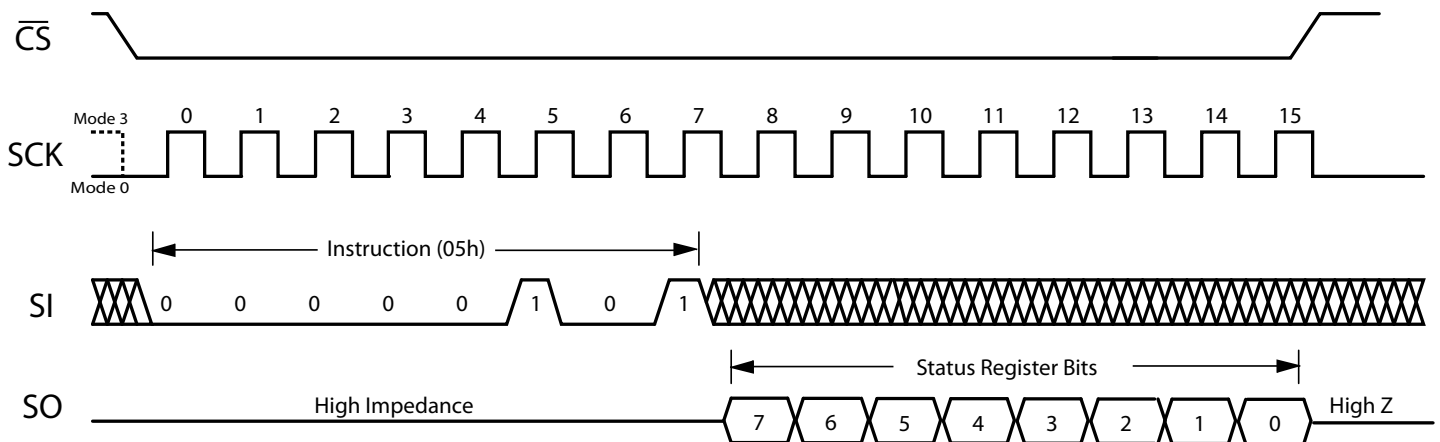 CS
0 1 2 3 4 5 6 7 8 9 10 11 12 13 14 15
Mode 3
SCK
Mode 0
Instruction (05h)
SI
0 0 0 0 0 1 0 1
Status Register Bits
SO
High Impedance
7 6 5 4 3 2 1 0
High Z